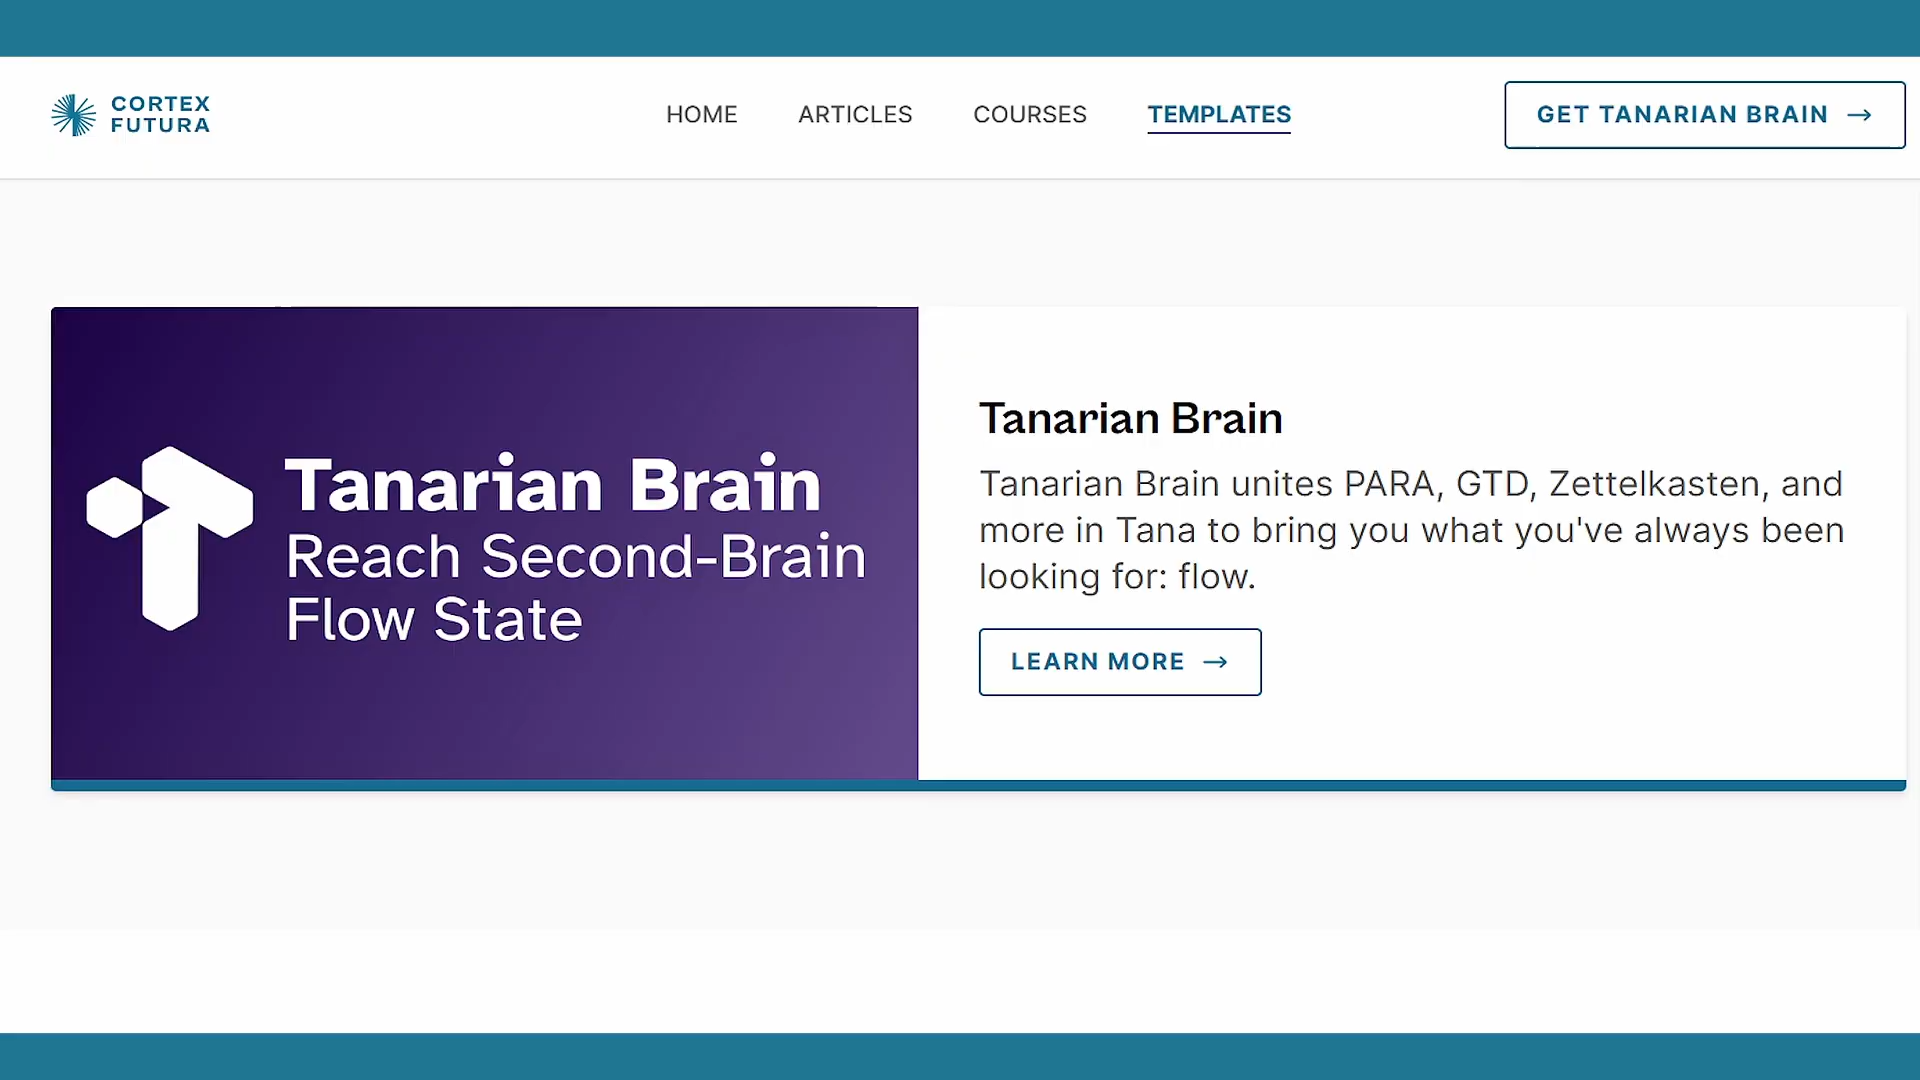 CORTEX
FUTURA
HOME
ARTICLES
COURSES
TEMPLATES
GET TANARIAN BRAIN →
Tanarian Brain
Reach Second-Brain
Flow State
Tanarian Brain
Tanarian Brain unites PARA, GTD, Zettelkasten, and
more in Tana to bring you what you've always been
looking for: flow.
LEARN MORE →